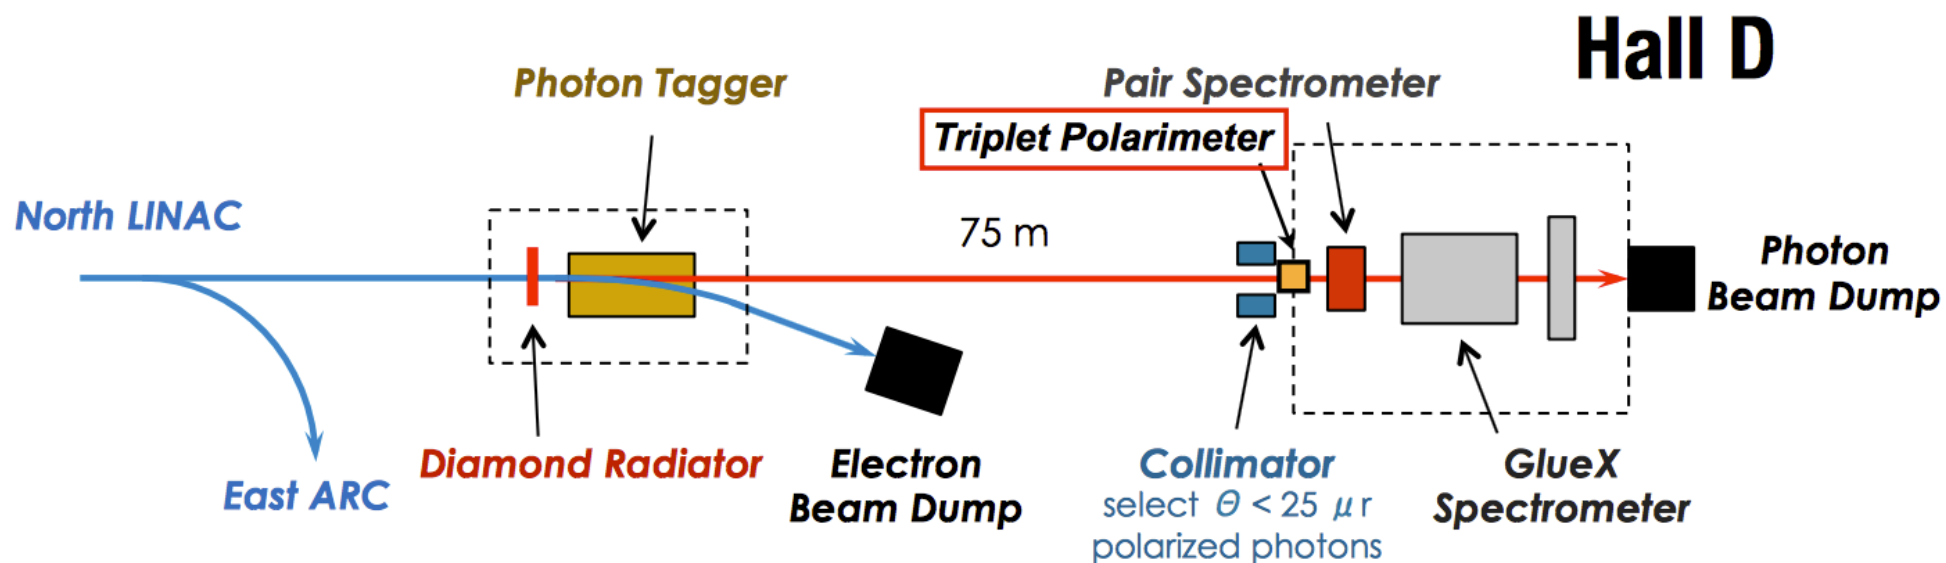 Hall D
Photon Tagger
Pair Spectrometer
Triplet Polarimeter
North LINAC
75 m
Photon
Beam Dump
Diamond Radiator
Electron
Beam Dump
Collimator
select Θ < 25 μ r
polarized photons
GlueX
Spectrometer
East ARC